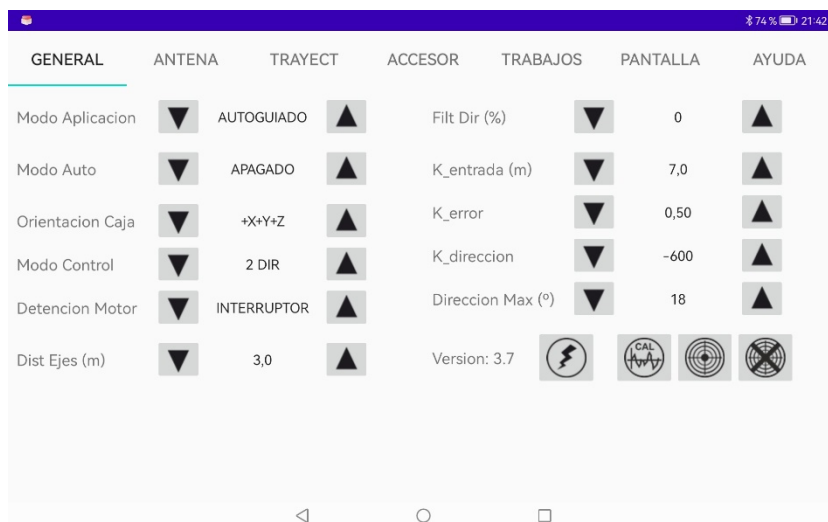 74 % 21:42
GENERAL ANTENA TRAYECT ACCESOR TRABAJOS PANTALLA AYUDA
Modo Aplicacion AUTOGUIADO Filt Dir (%) 0
Modo Auto APAGADO K_entrada (m) 7,0
Orientacion Caja +X+Y+Z K_error 0,50
Modo Control 2 DIR K_direccion -600
Detencion Motor INTERRUPTOR Direccion Max (º) 18
Dist Ejes (m) 3,0 Version: 3.7 CAL